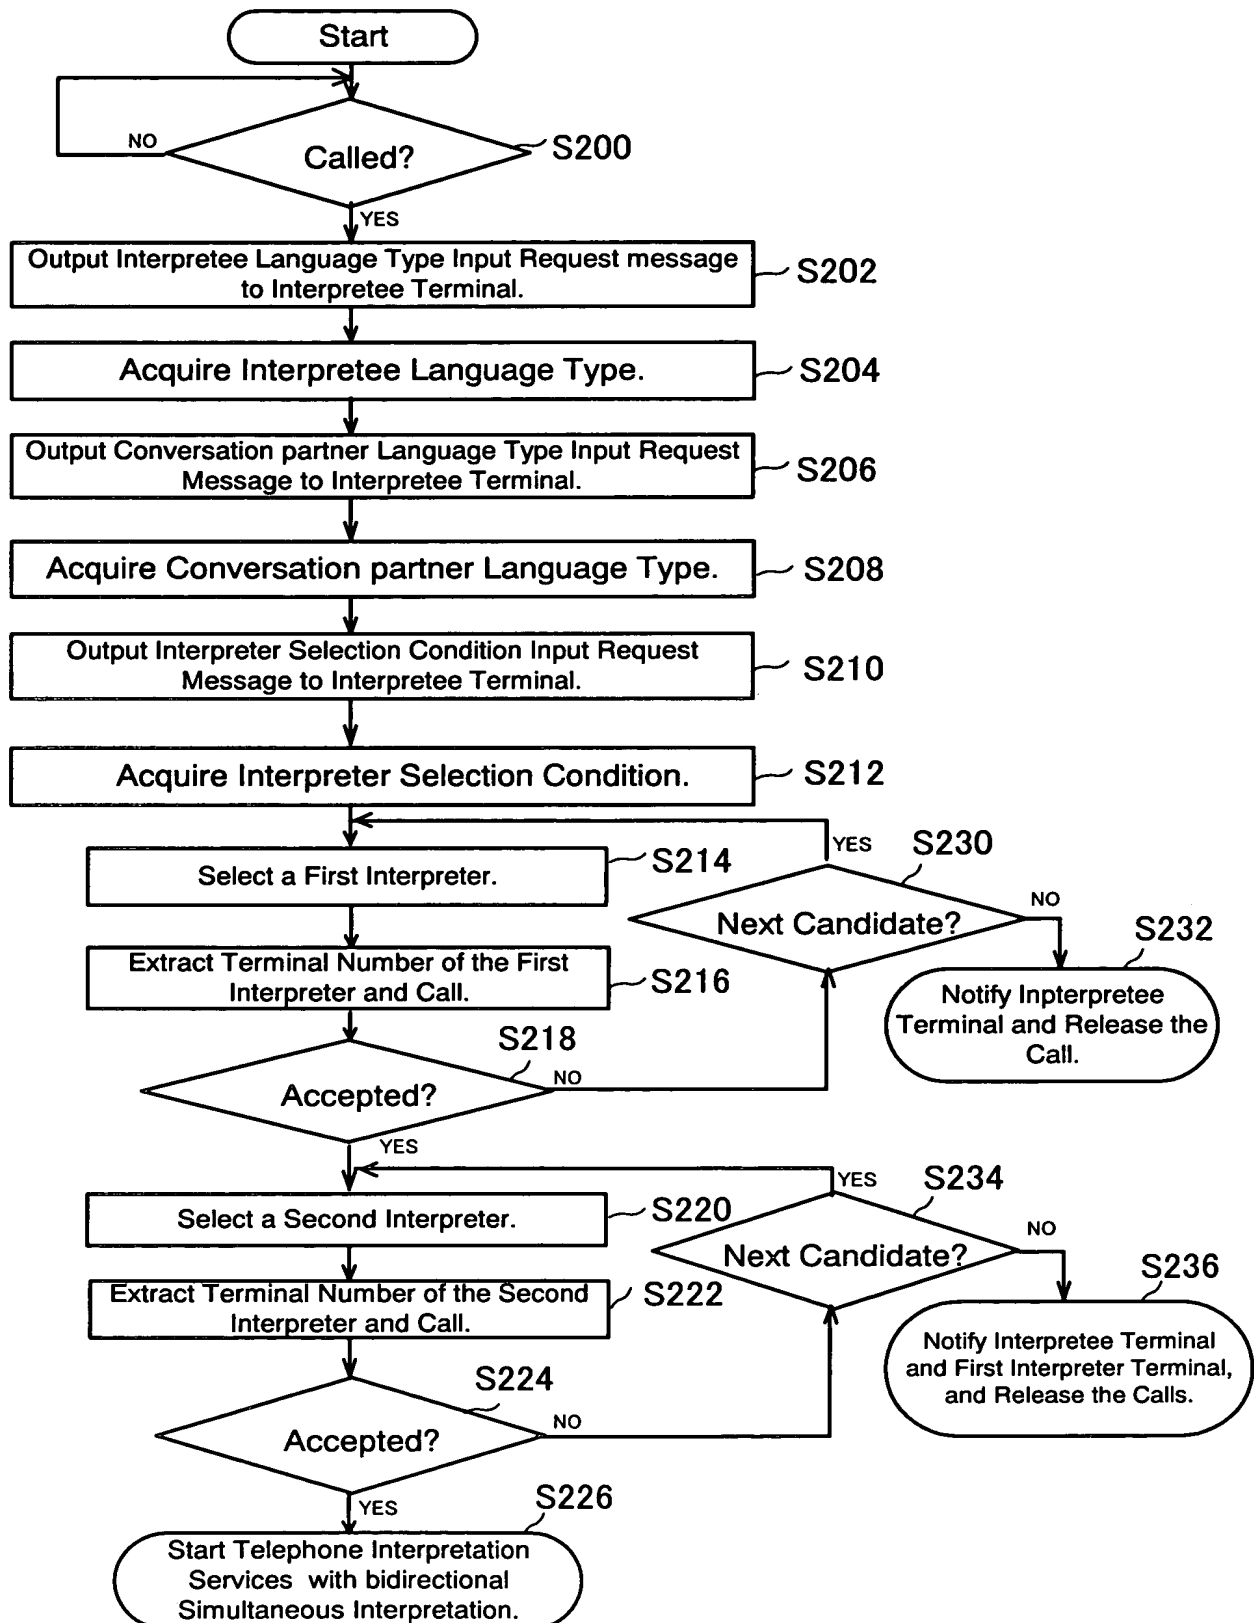 Start
NO
Called?
S200
YES
Output Interpretee Language Type Input Request message
to Interpretee Terminal.
S202
Acquire Interpretee Language Type.
S204
Output Conversation partner Language Type Input Request
Message to Interpretee Terminal.
S206
Acquire Conversation partner Language Type.
S208
Output Interpreter Selection Condition Input Request
Message to Interpretee Terminal.
S210
Acquire Interpreter Selection Condition.
S212
Select a First Interpreter.
S214
YES
S230
Next Candidate?
NO
S232
Notify Inpterpretee
Terminal and Release the
Call.
Extract Terminal Number of the First
Interpreter and Call.
S216
S218
Accepted?
NO
YES
Select a Second Interpreter.
S220
YES
S234
Next Candidate?
NO
S236
Notify Interpretee Terminal
and First Interpreter Terminal,
and Release the Calls.
Extract Terminal Number of the Second
Interpreter and Call.
S222
S224
Accepted?
NO
YES
S226
Start Telephone Interpretation
Services with bidirectional
Simultaneous Interpretation.